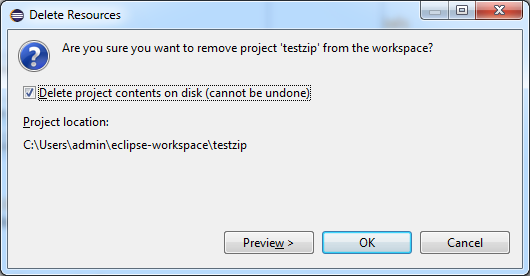 Delete Resources
Are you sure you want to remove project 'testzip' from the workspace?
Delete project contents on disk (cannot be undone)
Project location:
C:\Users\admin\eclipse-workspace\testzip
Preview >
OK
Cancel